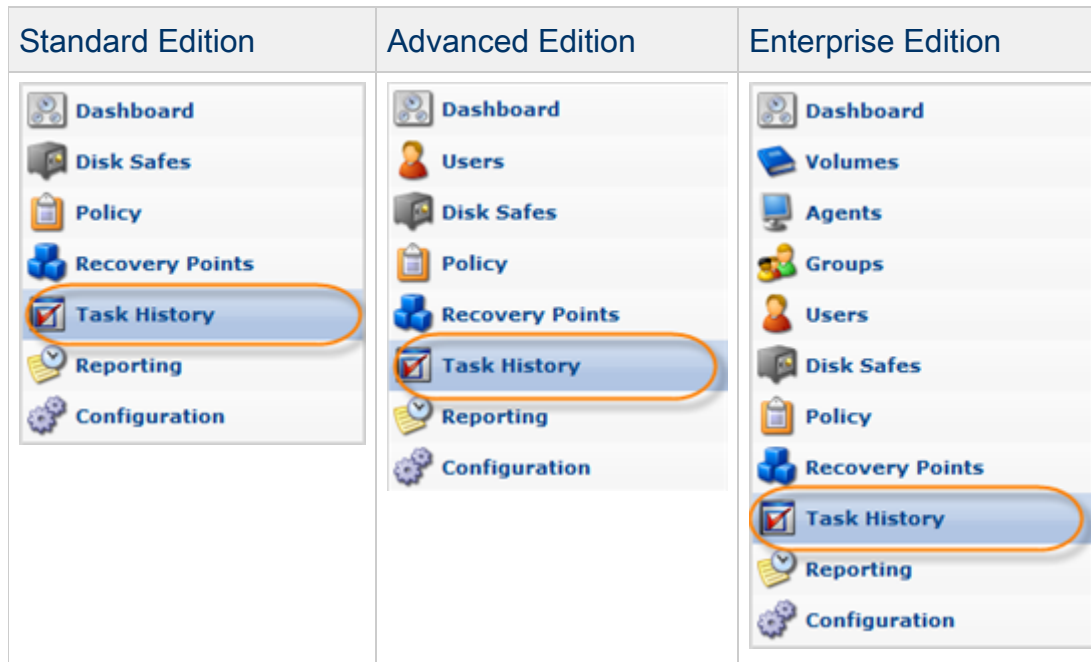 Standard Edition
Advanced Edition
Enterprise Edition
Dashboard
Disk Safes
Policy
Recovery Points
Task History
Reporting
Configuration
Dashboard
Users
Disk Safes
Policy
Recovery Points
Task History
Reporting
Configuration
Dashboard
Volumes
Agents
Groups
Users
Disk Safes
Policy
Recovery Points
Task History
Reporting
Configuration